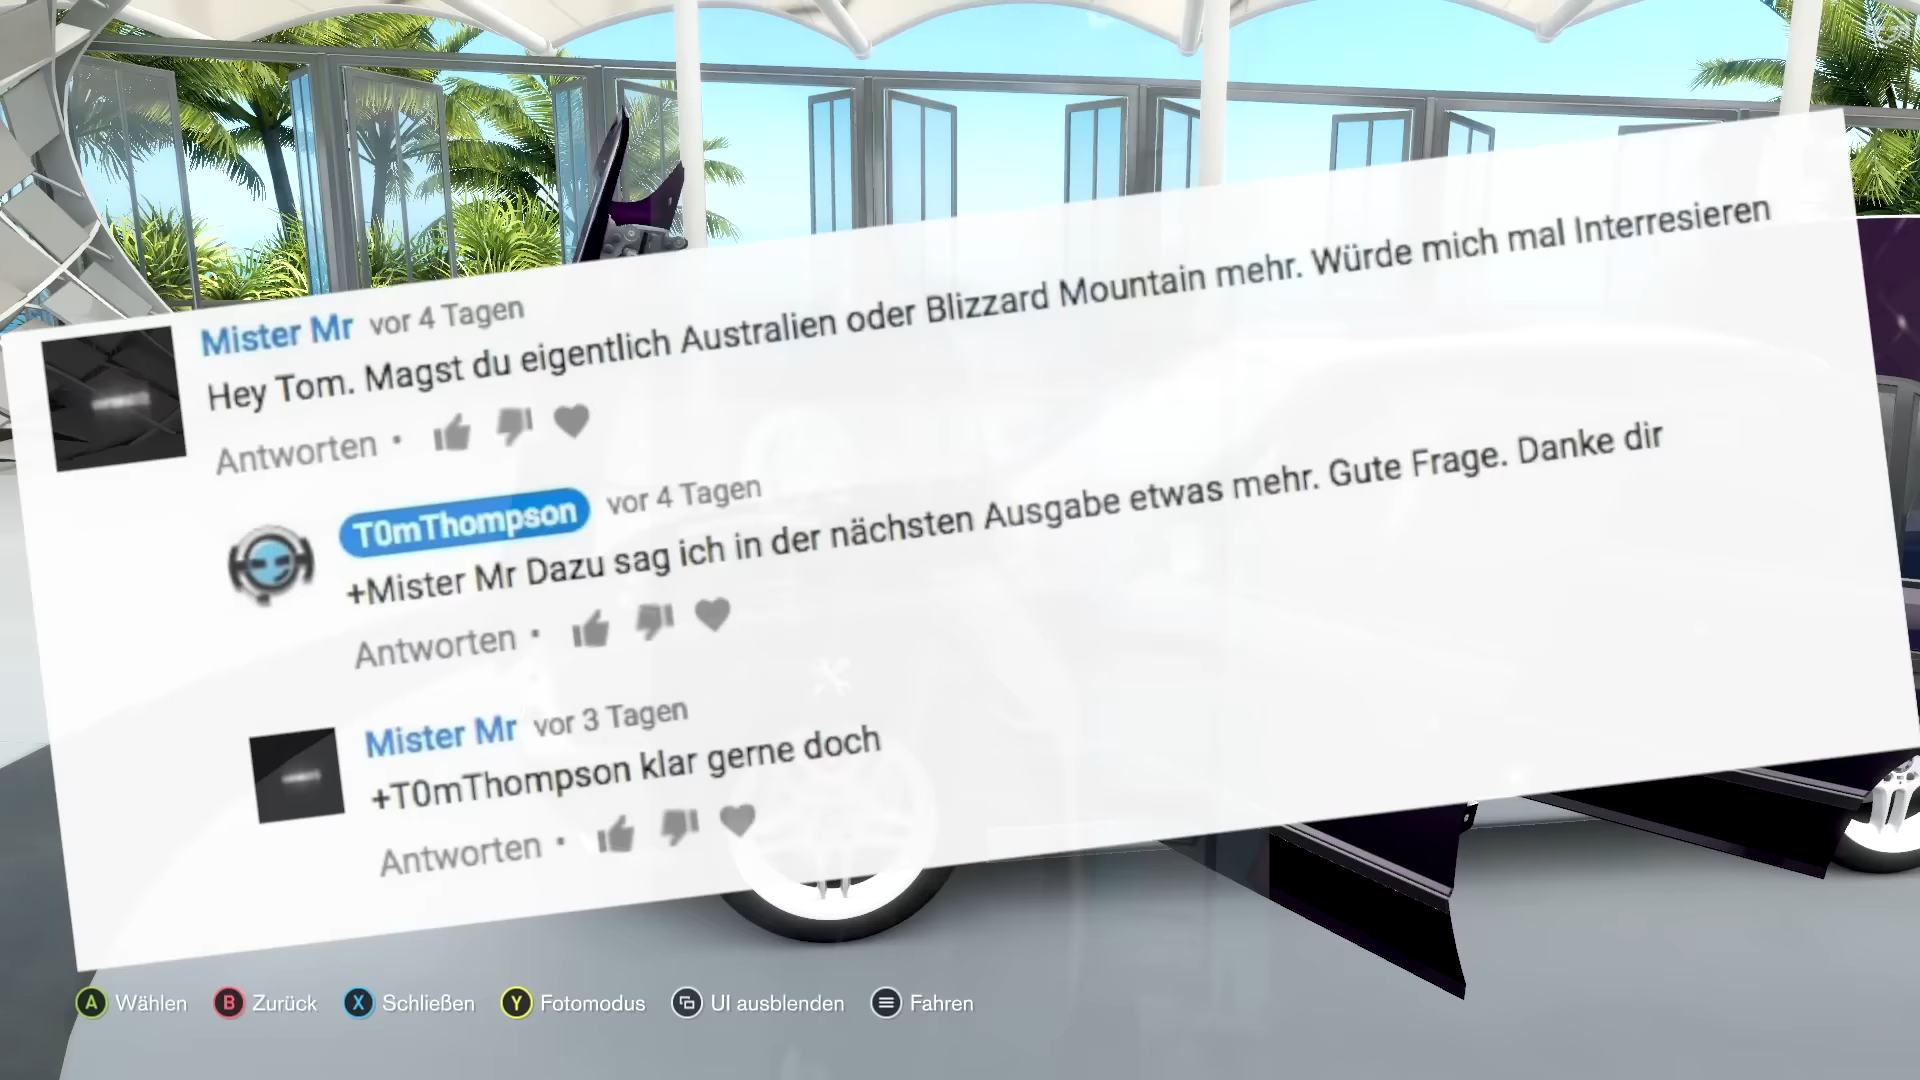 Mister Mr vor 4 Tagen
Hey Tom. Magst du eigentlich Australien oder Blizzard Mountain mehr. Würde mich mal Interresieren
Antworten •
T0mThompson vor 4 Tagen
+Mister Mr Dazu sag ich in der nächsten Ausgabe etwas mehr. Gute Frage. Danke dir
Antworten •
Mister Mr vor 3 Tagen
+T0mThompson klar gerne doch
Antworten •
A Wählen B Zurück X Schließen Y Fotomodus UI ausblenden Fahren